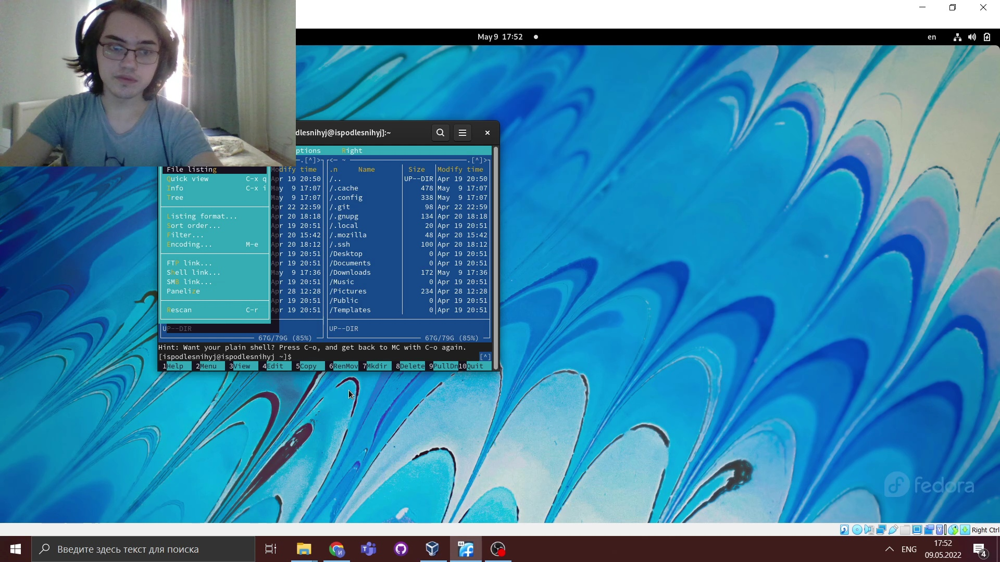 May 9 17:52
en
dlesnihyj@ispodlesnihyj]:~
ptions Right
.[^]> <─ ~ .[^]>
File listing Modify time .n Name Size Modify time
Quick view C-x q Apr 19 20:50 /.. UP--DIR Apr 19 20:50
Info C-x i May 9 17:07 /.cache 478 May 9 17:07
Tree May 9 17:07 /.config 338 May 9 17:07
Apr 22 22:59 /.git 98 Apr 22 22:59
Listing format... Apr 20 18:18 /.gnupg 134 Apr 20 18:18
Sort order... Apr 19 20:51 /.local 20 Apr 19 20:51
Filter... Apr 20 15:42 /.mozilla 48 Apr 20 15:42
Encoding... M-e Apr 20 18:12 /.ssh 100 Apr 20 18:12
Apr 19 20:51 /Desktop 0 Apr 19 20:51
FTP link... Apr 19 20:51 /Documents 0 Apr 19 20:51
Shell link... May 9 17:36 /Downloads 172 May 9 17:36
SMB link... Apr 19 20:51 /Music 0 Apr 19 20:51
Panelize Apr 28 12:28 /Pictures 234 Apr 28 12:28
Apr 19 20:51 /Public 0 Apr 19 20:51
Rescan C-r Apr 19 20:51 /Templates 0 Apr 19 20:51
UP--DIR UP--DIR
67G/79G (85%) 67G/79G (85%)
Hint: Want your plain shell? Press C-o, and get back to MC with C-o again.
[ispodlesnihyj@ispodlesnihyj ~]$ [^]
1Help 2Menu 3View 4Edit 5Copy 6RenMov 7Mkdir 8Delete 9PullDn 10Quit
fedora
Right Ctrl
Введите здесь текст для поиска
64
ENG
17:52
09.05.2022
4